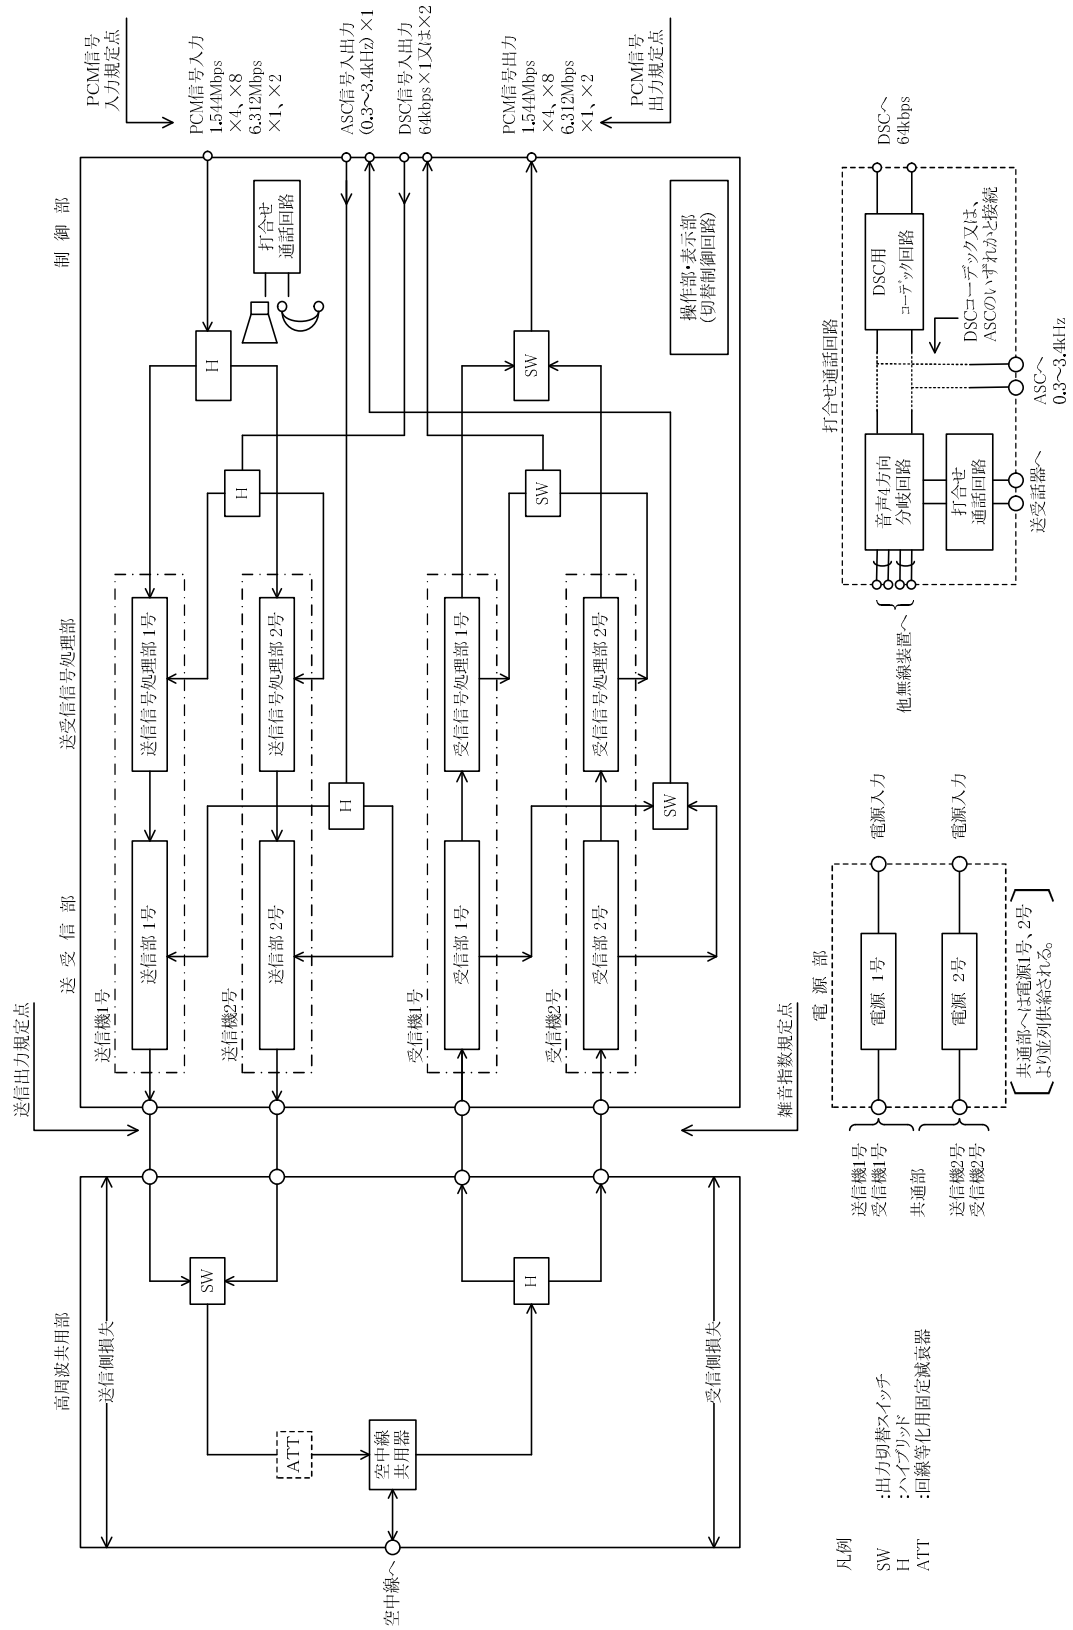 PCM信号
入力規定点
PCM信号入力
1.544Mbps
×4、×8
6.312Mbps
×1、×2
ASC信号入出力
(0.3～3.4kHz)×1
DSC信号入出力
64kbps×1又は×2
PCM信号出力
1.544Mbps
×4、×8
6.312Mbps
×1、×2
PCM信号
出力規定点
高周波共用部
送信側損失
受信側損失
空中線へ
空中線
共用器
ATT
SW
H
送信出力規定点
雑音指数規定点
送受信部
送信機1号
送信部 1号
送信機2号
送信部 2号
受信機1号
受信部 1号
受信機2号
受信部 2号
送受信信号処理部
送信信号処理部 1号
送信信号処理部 2号
受信信号処理部 1号
受信信号処理部 2号
H
SW
H
SW
H
SW
制御部
打合せ
通話回路
操作部・表示部
(切替制御回路)
凡例
SW :出力切替スイッチ
H :ハイブリッド
ATT :回線等化用固定減衰器
電源部
電源 1号
電源 2号
電源入力
電源入力
送信機1号
受信機1号
共通部
送信機2号
受信機2号
共通部へは電源1号、2号
より並列供給される。
打合せ通話回路
他無線装置へ
音声4方向
分岐回路
打合せ
通話回路
送受話器へ
DSC用
コーデック回路
DSCコーデック又は、
ASCのいずれかと接続
ASCへ
0.3～3.4kHz
DSCへ
64kbps